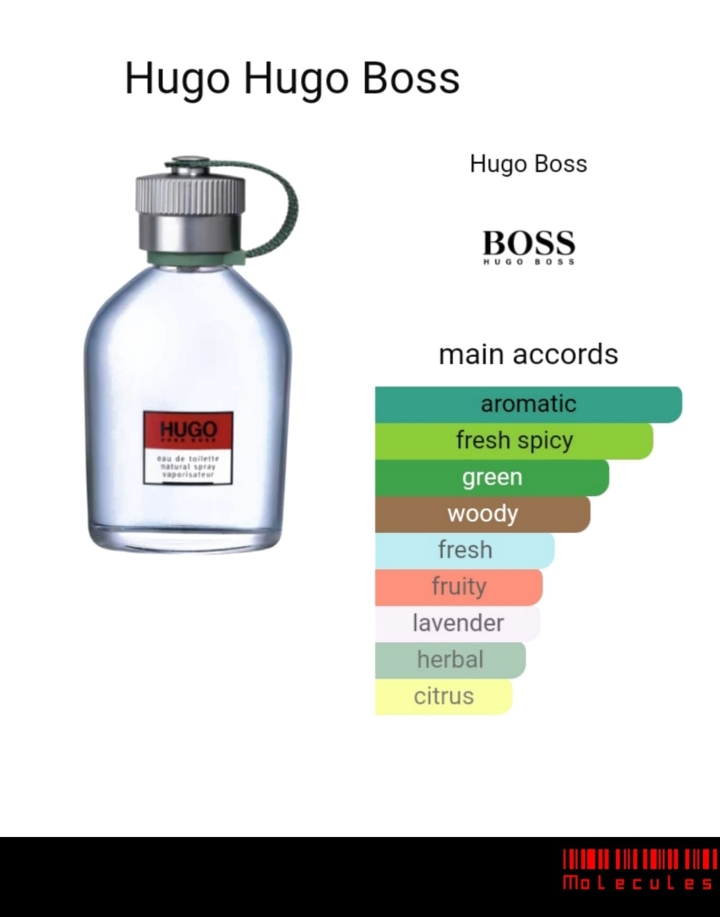 Hugo Hugo Boss
Hugo Boss
BOSS
HUGO BOSS
main accords
aromatic
fresh spicy
green
woody
fresh
fruity
lavender
herbal
citrus
HUGO
HUGO BOSS
eau de toilette
natural spray
vaporisateur
Molecules